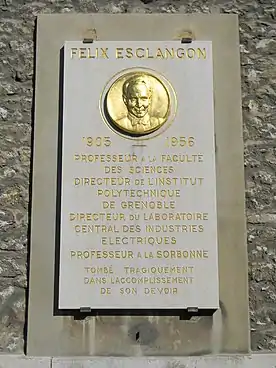 FELIX ESCLANGON
1905 1956
PROFESSEUR A LA FACULTE
DES SCIENCES
DIRECTEUR DE L'INSTITUT
POLYTECHNIQUE
DE GRENOBLE
DIRECTEUR DU LABORATOIRE
CENTRAL DES INDUSTRIES
ELECTRIQUES
PROFESSEUR A LA SORBONNE
TOMBÉ TRAGIQUEMENT
DANS L'ACCOMPLISSEMENT
DE SON DEVOIR